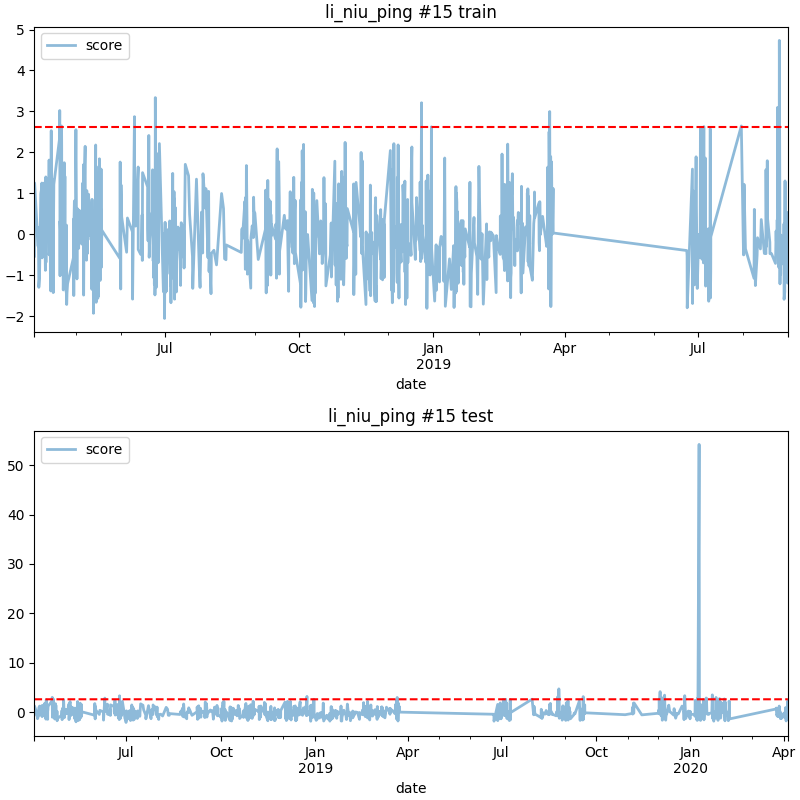 li_niu_ping #15 train
score
5
4
3
2
1
0
−1
−2
Jul Oct Jan Apr Jul
2019
date
li_niu_ping #15 test
score
50
40
30
20
10
0
Jul Oct Jan Apr Jul Oct Jan Apr
2019 2020
date